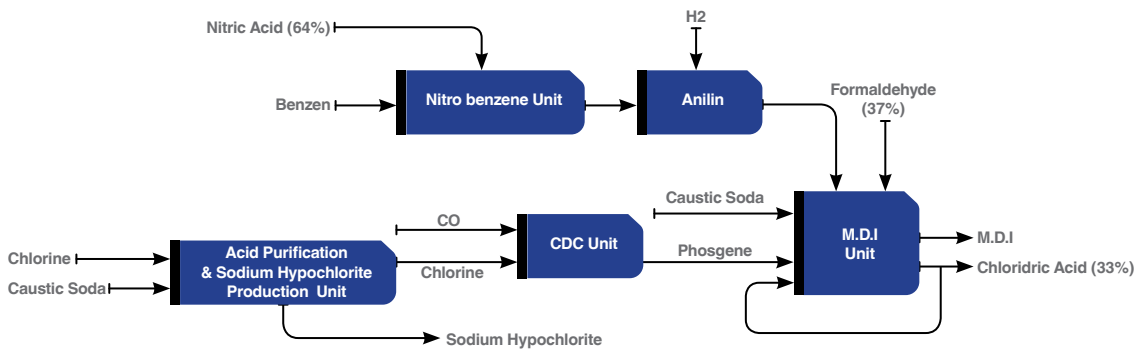 Nitric Acid (64%)
H2
Benzen
Nitro benzene Unit
Anilin
Formaldehyde
(37%)
Caustic Soda
CO
CDC Unit
M.D.I
Unit
M.D.I
Chlorine
Acid Purification
& Sodium Hypochlorite
Production Unit
Chlorine
Phosgene
Chloridric Acid (33%)
Caustic Soda
Sodium Hypochlorite